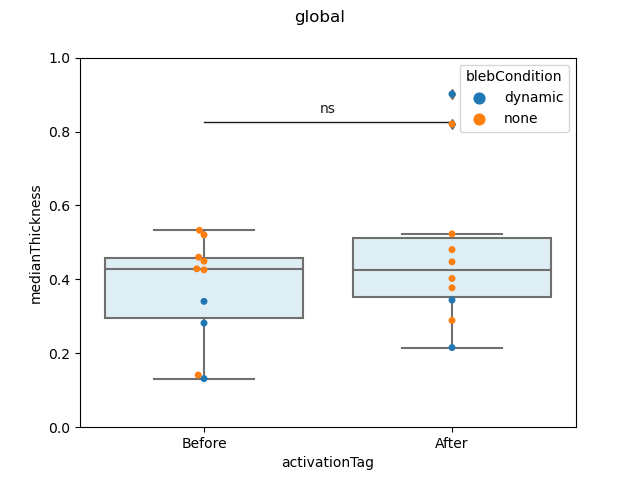 global
1.0
0.8
0.6
0.4
0.2
0.0
medianThickness
ns
blebCondition
dynamic
none
Before
After
activationTag